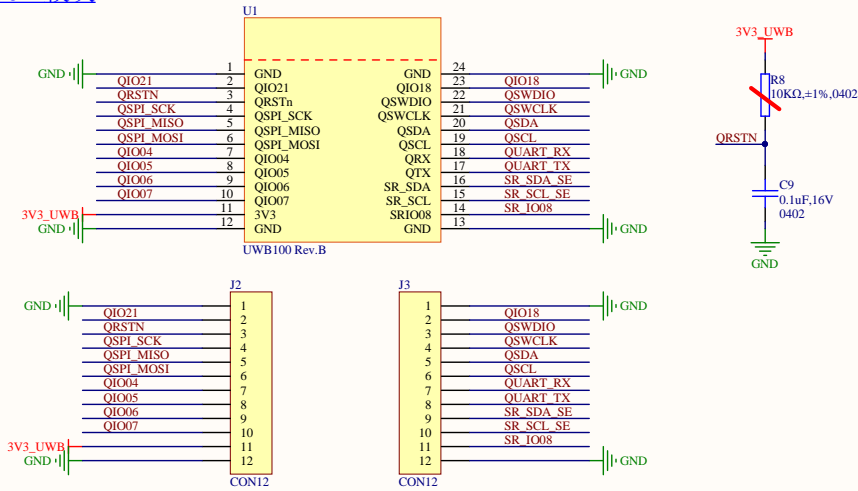 U1
GND
QIO21
QRSTN
QSPI_SCK
QSPI_MISO
QSPI_MOSI
QIO04
QIO05
QIO06
QIO07
3V3_UWB
GND
1
2
3
4
5
6
7
8
9
10
11
12
GND
QIO21
QRSTn
QSPI_SCK
QSPI_MISO
QSPI_MOSI
QIO04
QIO05
QIO06
QIO07
3V3
GND
GND
QIO18
QSWDIO
QSWCLK
QSDA
QSCL
QRX
QTX
SR_SDA
SR_SCL
SRIO08
GND
24
23
22
21
20
19
18
17
16
15
14
13
GND
QIO18
QSWDIO
QSWCLK
QSDA
QSCL
QUART_RX
QUART_TX
SR_SDA_SE
SR_SCL_SE
SR_IO08
GND
UWB100 Rev.B
3V3_UWB
R8
10KΩ,±1%,0402
QRSTN
C9
0.1uF,16V
0402
GND
J2
GND
QIO21
QRSTN
QSPI_SCK
QSPI_MISO
QSPI_MOSI
QIO04
QIO05
QIO06
QIO07
3V3_UWB
GND
1
2
3
4
5
6
7
8
9
10
11
12
CON12
J3
1
2
3
4
5
6
7
8
9
10
11
12
GND
QIO18
QSWDIO
QSWCLK
QSDA
QSCL
QUART_RX
QUART_TX
SR_SDA_SE
SR_SCL_SE
SR_IO08
GND
CON12